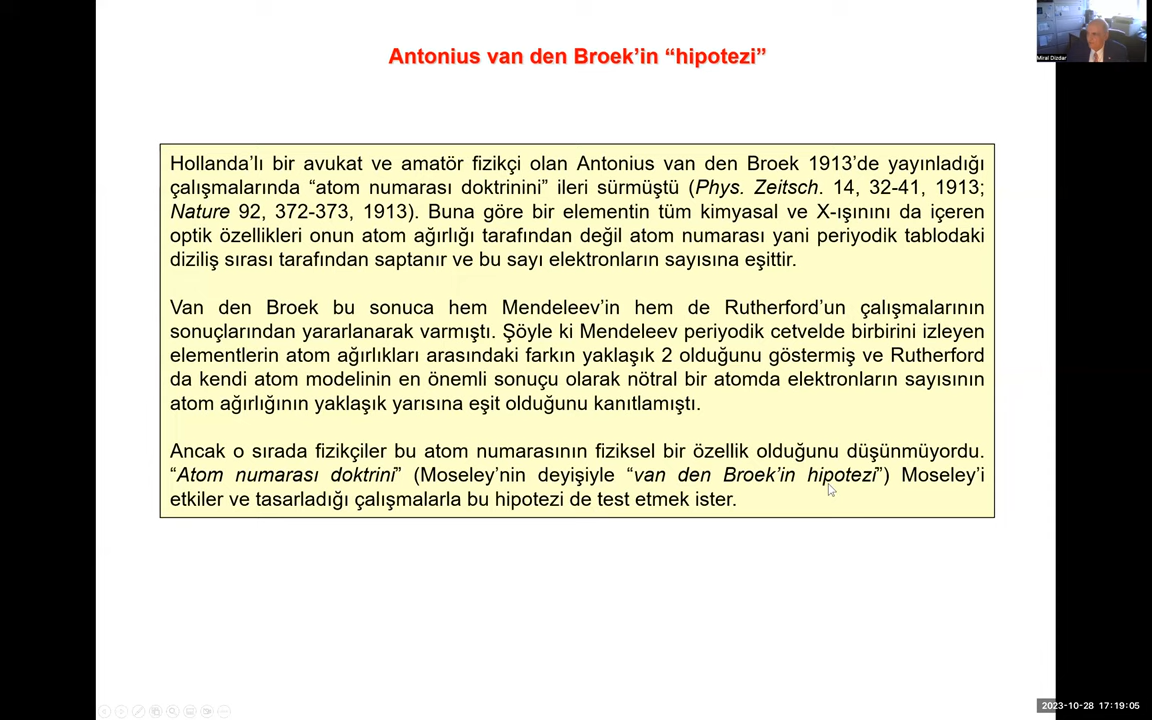 Antonius van den Broek’in “hipotezi”
Miral Dizdar
Hollanda’lı bir avukat ve amatör fizikçi olan Antonius van den Broek 1913’de yayınladığı
çalışmalarında “atom numarası doktrinini” ileri sürmüştü (Phys. Zeitsch. 14, 32-41, 1913;
Nature 92, 372-373, 1913). Buna göre bir elementin tüm kimyasal ve X-ışınını da içeren
optik özellikleri onun atom ağırlığı tarafından değil atom numarası yani periyodik tablodaki
diziliş sırası tarafından saptanır ve bu sayı elektronların sayısına eşittir.
Van den Broek bu sonuca hem Mendeleev’in hem de Rutherford’un çalışmalarının
sonuçlarından yararlanarak varmıştı. Şöyle ki Mendeleev periyodik cetvelde birbirini izleyen
elementlerin atom ağırlıkları arasındaki farkın yaklaşık 2 olduğunu göstermiş ve Rutherford
da kendi atom modelinin en önemli sonuçu olarak nötral bir atomda elektronların sayısının
atom ağırlığının yaklaşık yarısına eşit olduğunu kanıtlamıştı.
Ancak o sırada fizikçiler bu atom numarasının fiziksel bir özellik olduğunu düşünmüyordu.
“Atom numarası doktrini” (Moseley’nin deyişiyle “van den Broek’in hipotezi”) Moseley’i
etkiler ve tasarladığı çalışmalarla bu hipotezi de test etmek ister.
2023-10-28 17:19:05